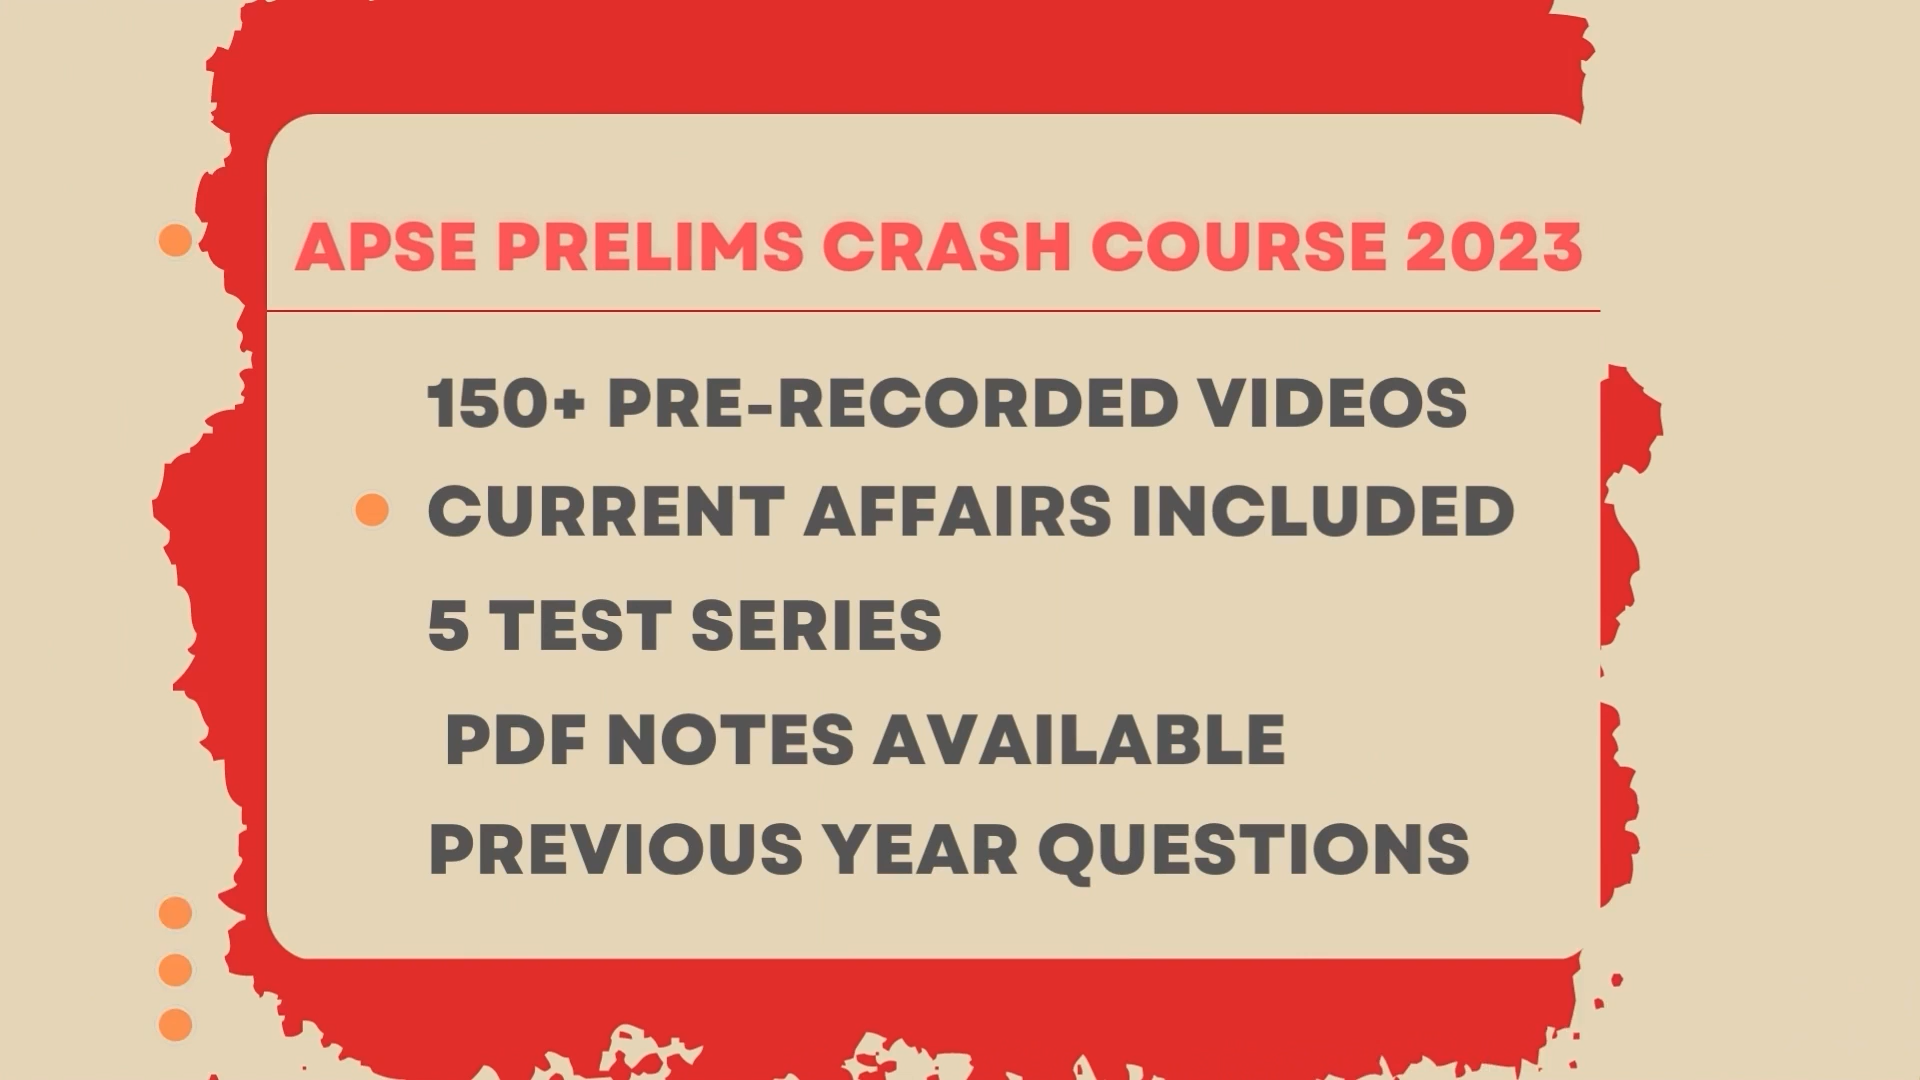 APSE PRELIMS CRASH COURSE 2023
150+ PRE-RECORDED VIDEOS
CURRENT AFFAIRS INCLUDED
5 TEST SERIES
PDF NOTES AVAILABLE
PREVIOUS YEAR QUESTIONS